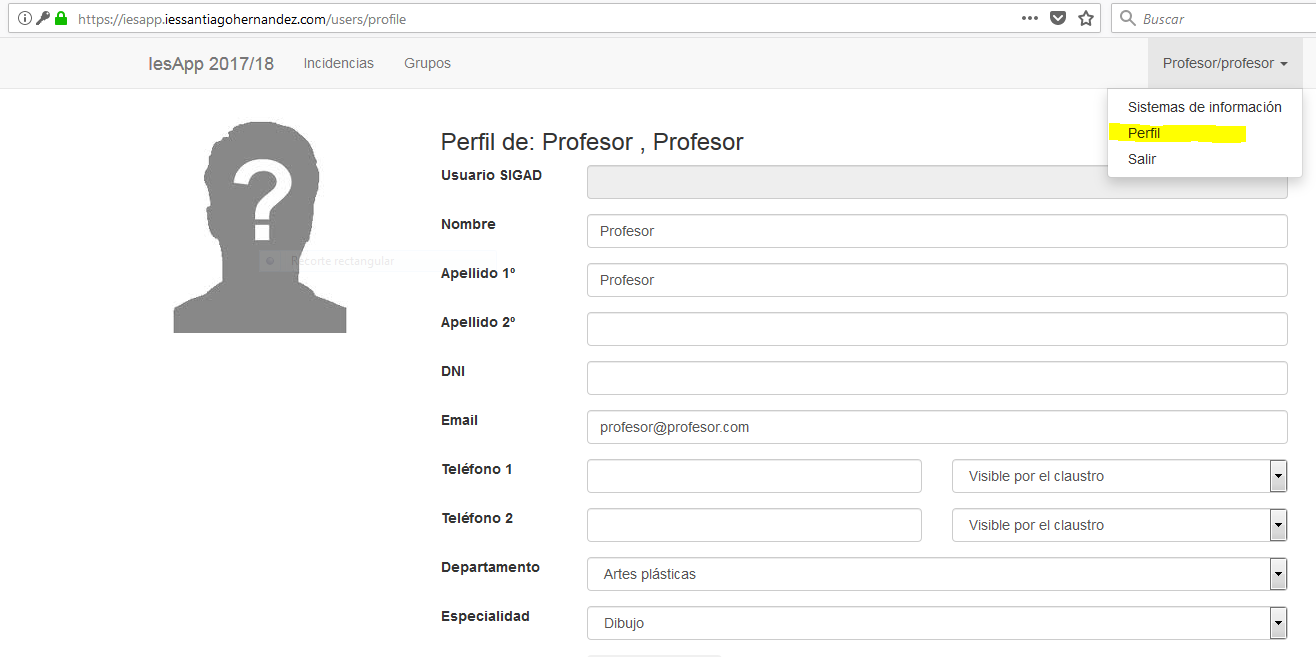 https://iesapp.iessantiagohernandez.com/users/profile
Buscar
IesApp 2017/18 Incidencias Grupos Profesor/profesor
Sistemas de información
Perfil
Salir
?
Perfil de: Profesor , Profesor
Usuario SIGAD
Nombre Profesor
Recorte rectangular
Apellido 1º Profesor
Apellido 2º
DNI
Email profesor@profesor.com
Teléfono 1 Visible por el claustro
Teléfono 2 Visible por el claustro
Departamento Artes plásticas
Especialidad Dibujo